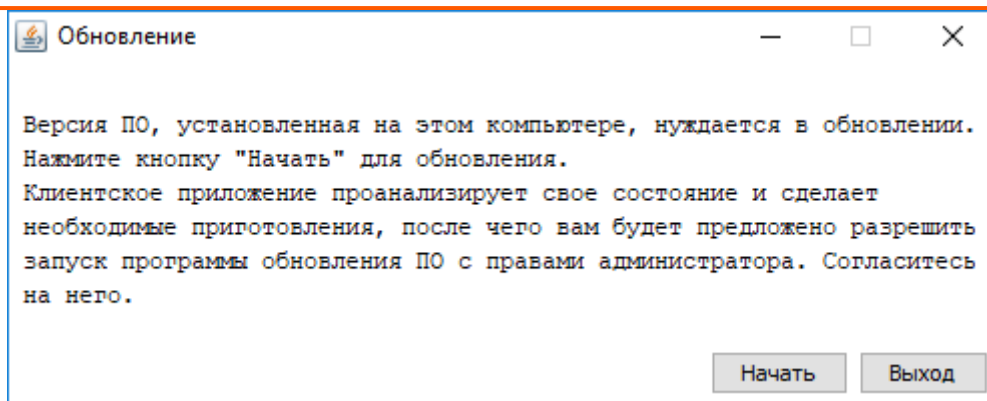 Обновление
Версия ПО, установленная на этом компьютере, нуждается в обновлении.
Нажмите кнопку "Начать" для обновления.
Клиентское приложение проанализирует свое состояние и сделает
необходимые приготовления, после чего вам будет предложено разрешить
запуск программы обновления ПО с правами администратора. Согласитесь
на него.
Начать Выход